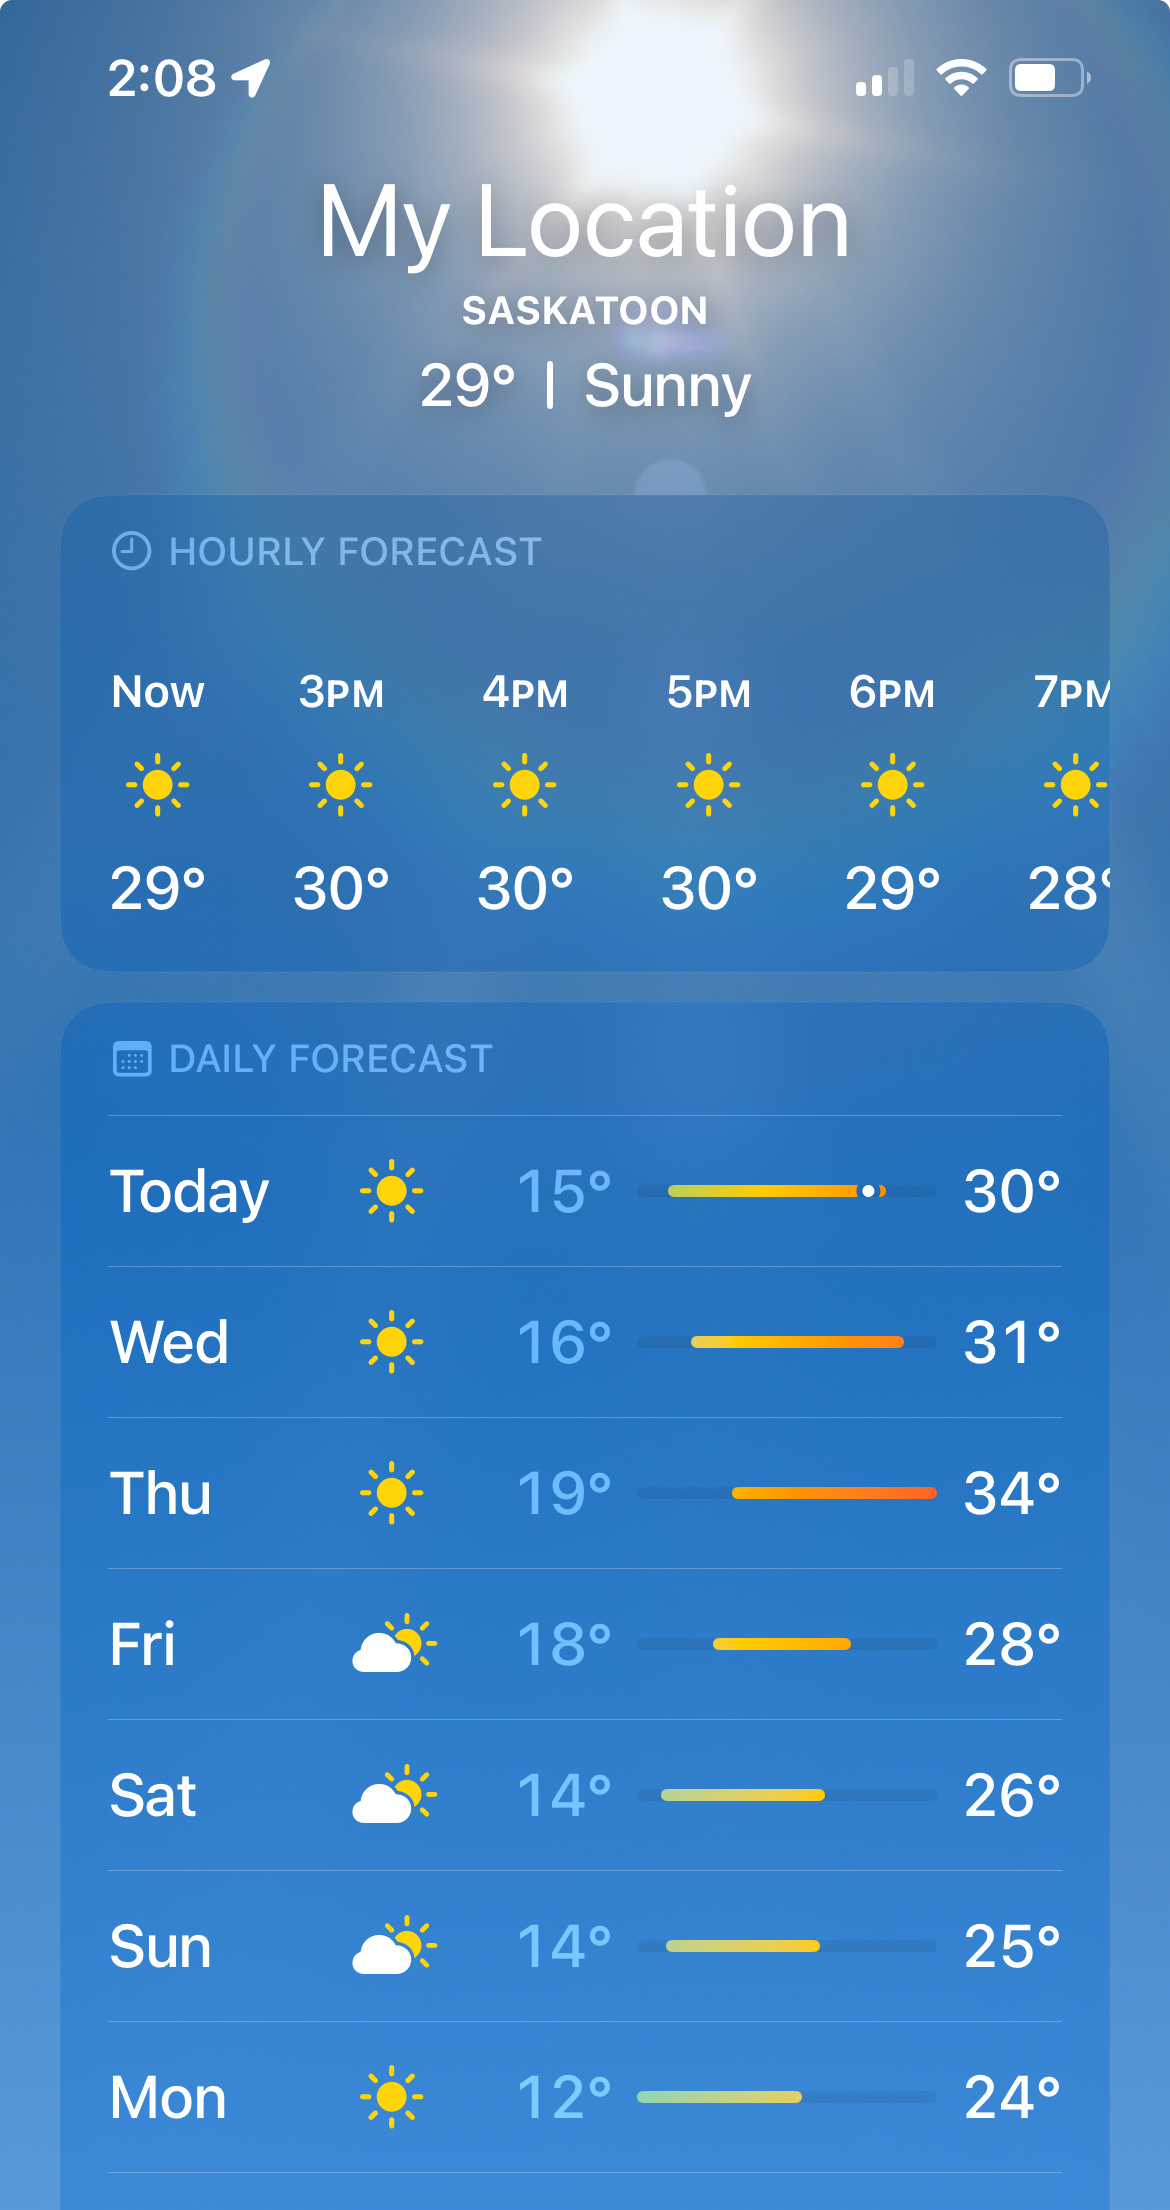 2:08
My Location
SASKATOON
29° | Sunny
HOURLY FORECAST
Now 3PM 4PM 5PM 6PM 7PM
29° 30° 30° 30° 29° 28°
DAILY FORECAST
Today 15° 30°
Wed 16° 31°
Thu 19° 34°
Fri 18° 28°
Sat 14° 26°
Sun 14° 25°
Mon 12° 24°